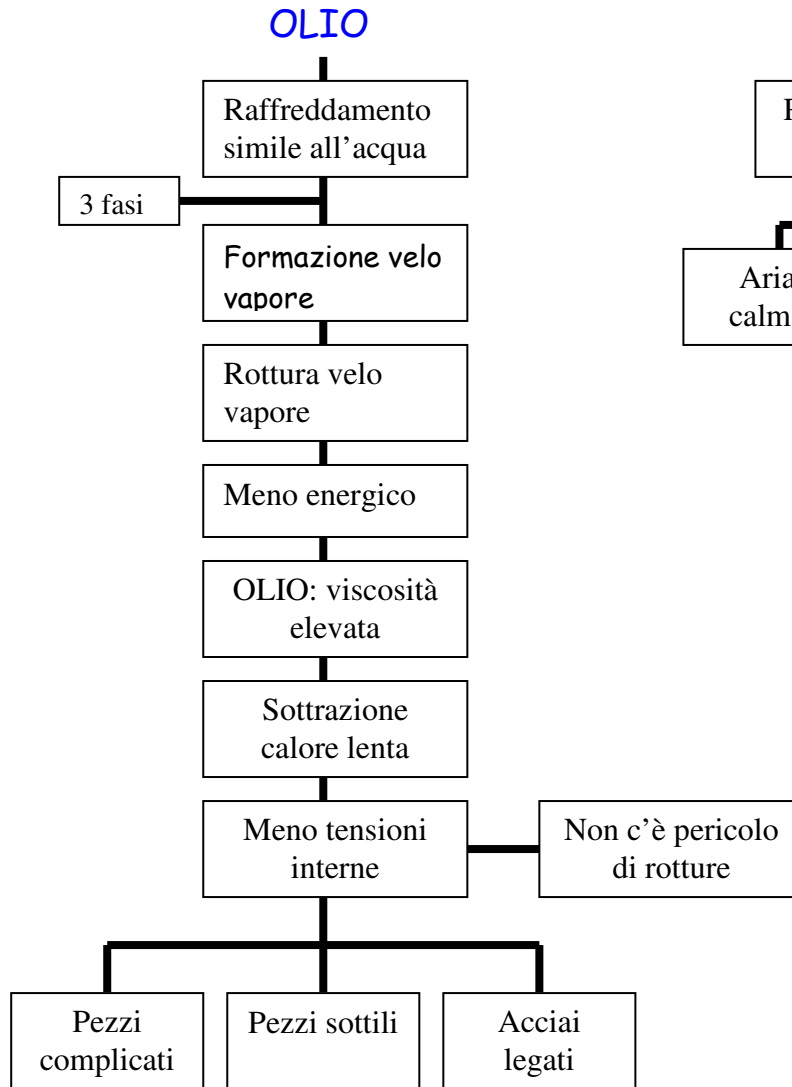 OLIO
Raffreddamento
simile all'acqua
3 fasi
Formazione velo
vapore
Rottura velo
vapore
Meno energico
OLIO: viscosità
elevata
Sottrazione
calore lenta
Meno tensioni
interne
Non c'è pericolo
di rotture
Pezzi
complicati
Pezzi sottili
Acciai
legati
Aria